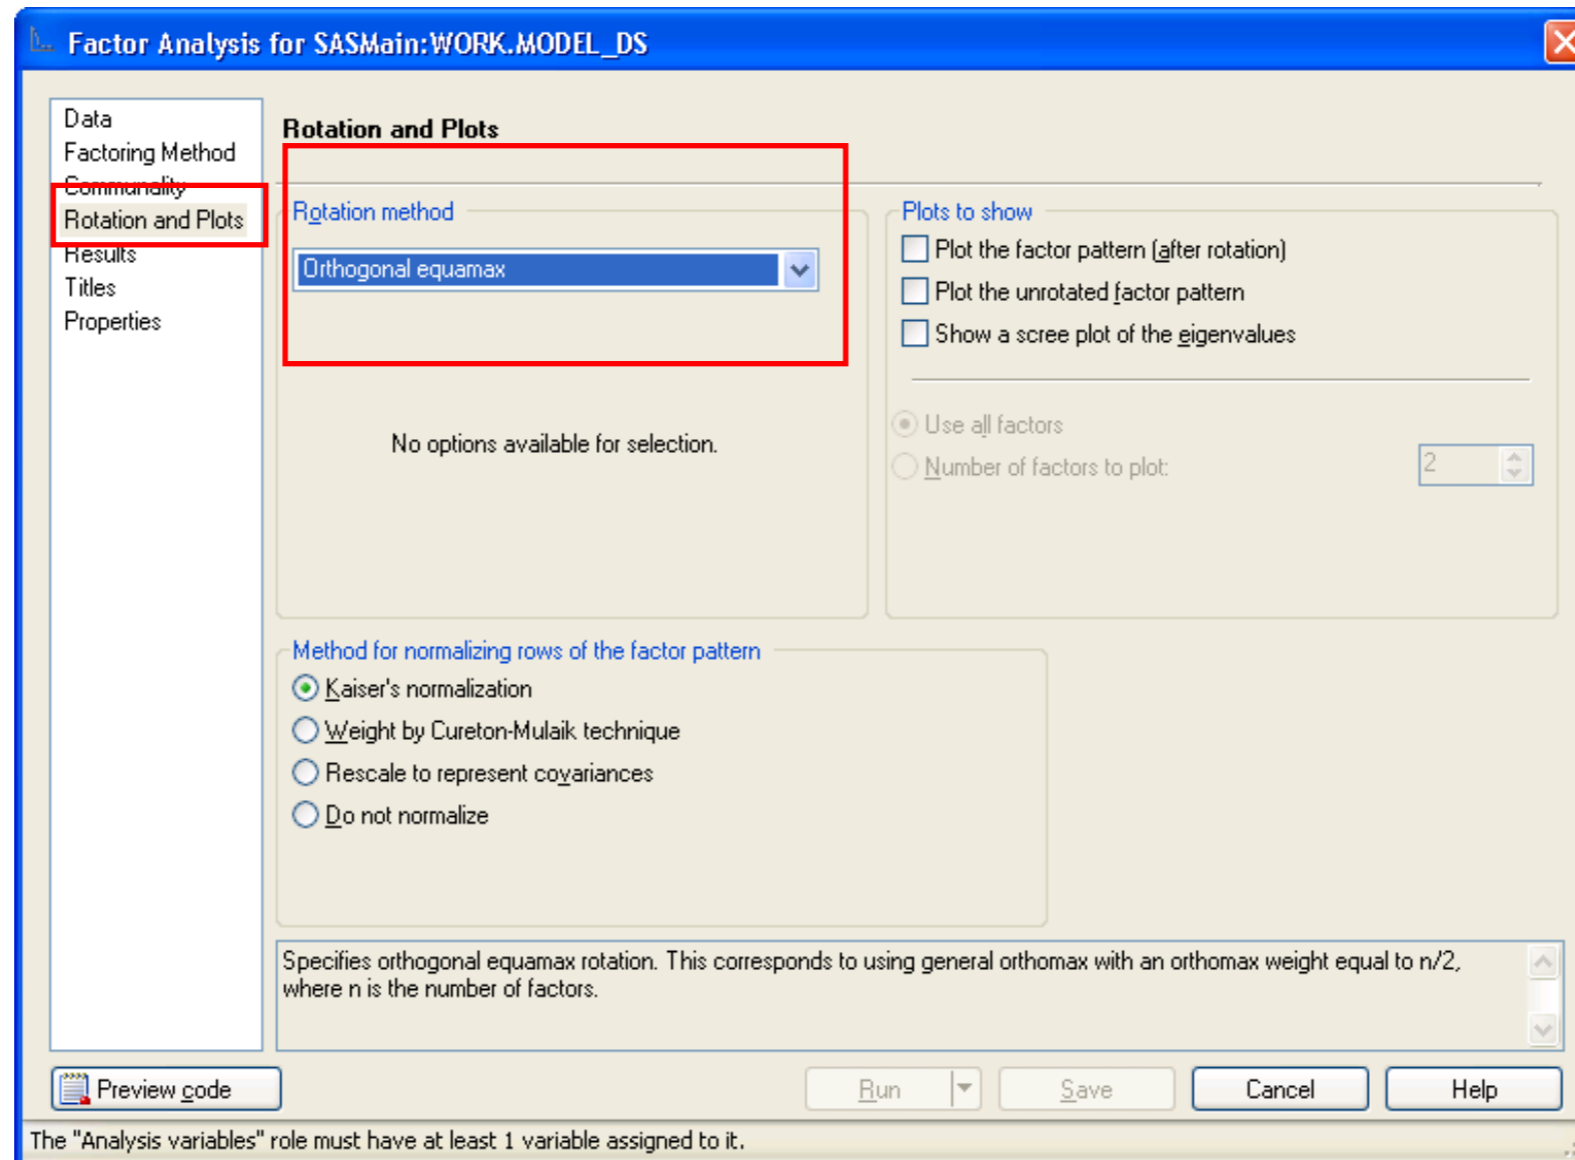 Factor Analysis for SASMain:WORK.MODEL_DS
Data
Factoring Method
Communality
Rotation and Plots
Results
Titles
Properties
Rotation and Plots
Rotation method
Orthogonal equamax
No options available for selection.
Plots to show
Plot the factor pattern (after rotation)
Plot the unrotated factor pattern
Show a scree plot of the eigenvalues
Use all factors
Number of factors to plot:
2
Method for normalizing rows of the factor pattern
Kaiser's normalization
Weight by Cureton-Mulaik technique
Rescale to represent covariances
Do not normalize
Specifies orthogonal equamax rotation. This corresponds to using general orthomax with an orthomax weight equal to n/2,
where n is the number of factors.
Preview code
Run
Save
Cancel
Help
The "Analysis variables" role must have at least 1 variable assigned to it.